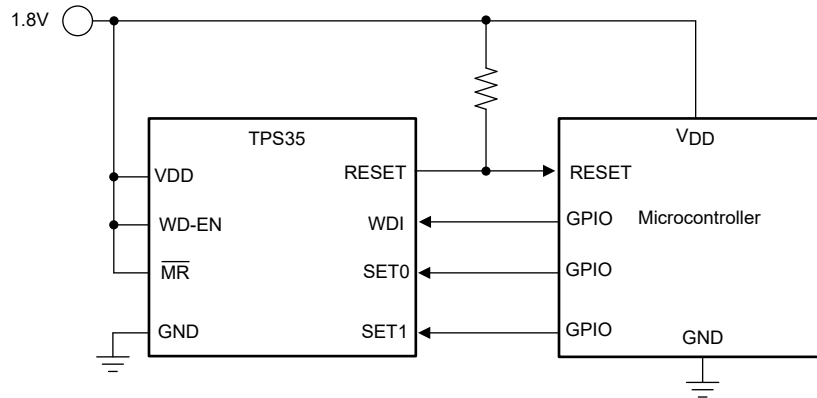 1.8V
TPS35
VDD
VDD
RESET
RESET
WD-EN
WDI
GPIO
Microcontroller
MR
SET0
GPIO
GND
SET1
GPIO
GND